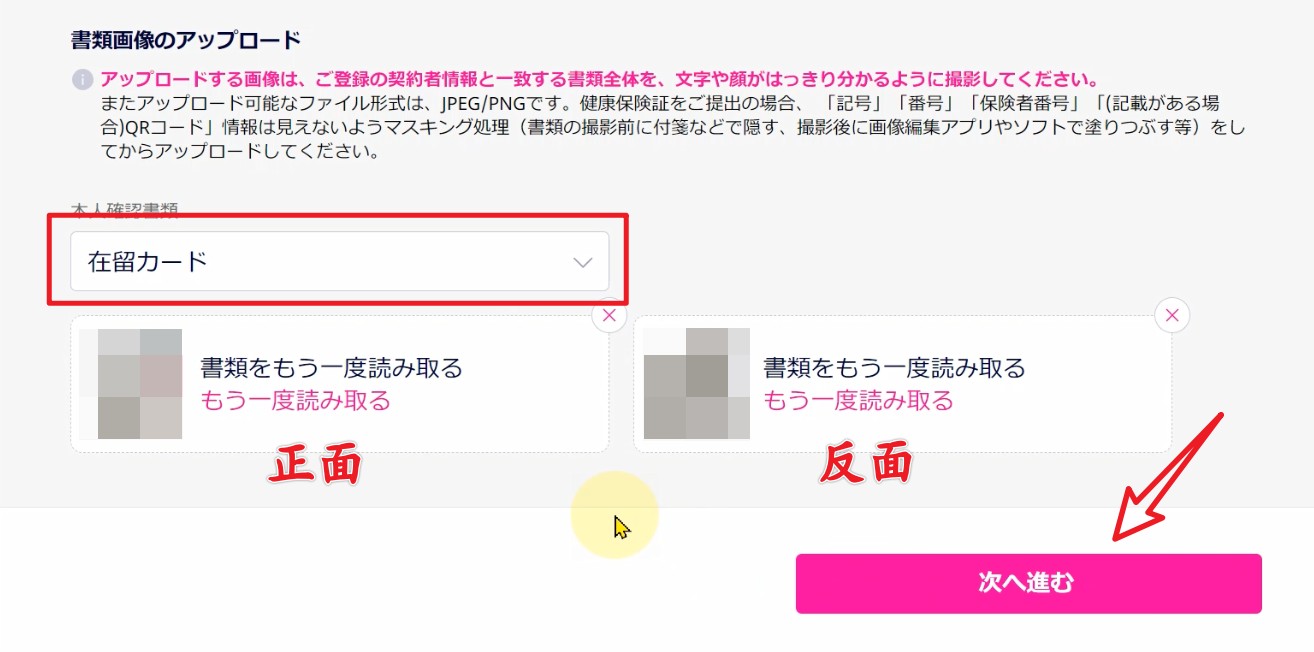 書類画像のアップロード
アップロードする画像は、ご登録の契約者情報と一致する書類全体を、文字や顔がはっきり分かるように撮影してください。
またアップロード可能なファイル形式は、JPEG/PNGです。健康保険証をご提出の場合、「記号」「番号」「保険者番号」「(記載がある場
合)QRコード」情報は見えないようマスキング処理（書類の撮影前に付箋などで隠す、撮影後に画像編集アプリやソフトで塗りつぶす等）をし
てからアップロードしてください。
本人確認書類
在留カード
書類をもう一度読み取る
もう一度読み取る
正面
書類をもう一度読み取る
もう一度読み取る
反面
次へ進む